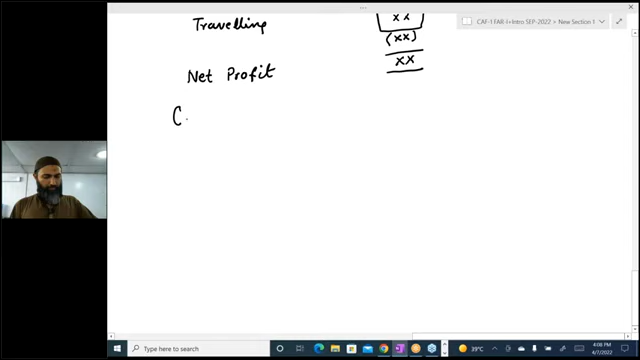 CAF-1 FAR-I+Intro SEP-2022 > New Section 1
Travelling xx
(xx)
xx
Net Profit
C
Type here to search
39°C
4:08 PM
4/7/2022